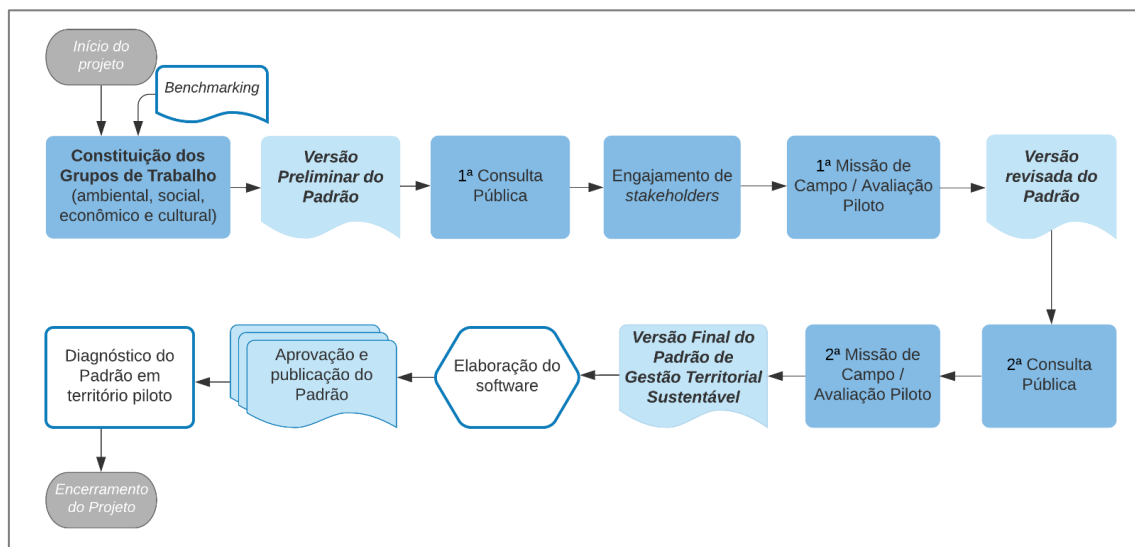 Início do
projeto
Benchmarking
Constituição dos
Grupos de Trabalho
(ambiental, social,
econômico e cultural)
Versão
Preliminar do
Padrão
1ª Consulta
Pública
Engajamento de
stakeholders
1ª Missão de
Campo / Avaliação
Piloto
Versão
revisada do
Padrão
Diagnóstico do
Padrão em
território piloto
Aprovação e
publicação do
Padrão
Elaboração do
software
Versão Final do
Padrão de
Gestão Territorial
Sustentável
2ª Missão de
Campo /
Avaliação Piloto
2ª Consulta
Pública
Encerramento
do Projeto